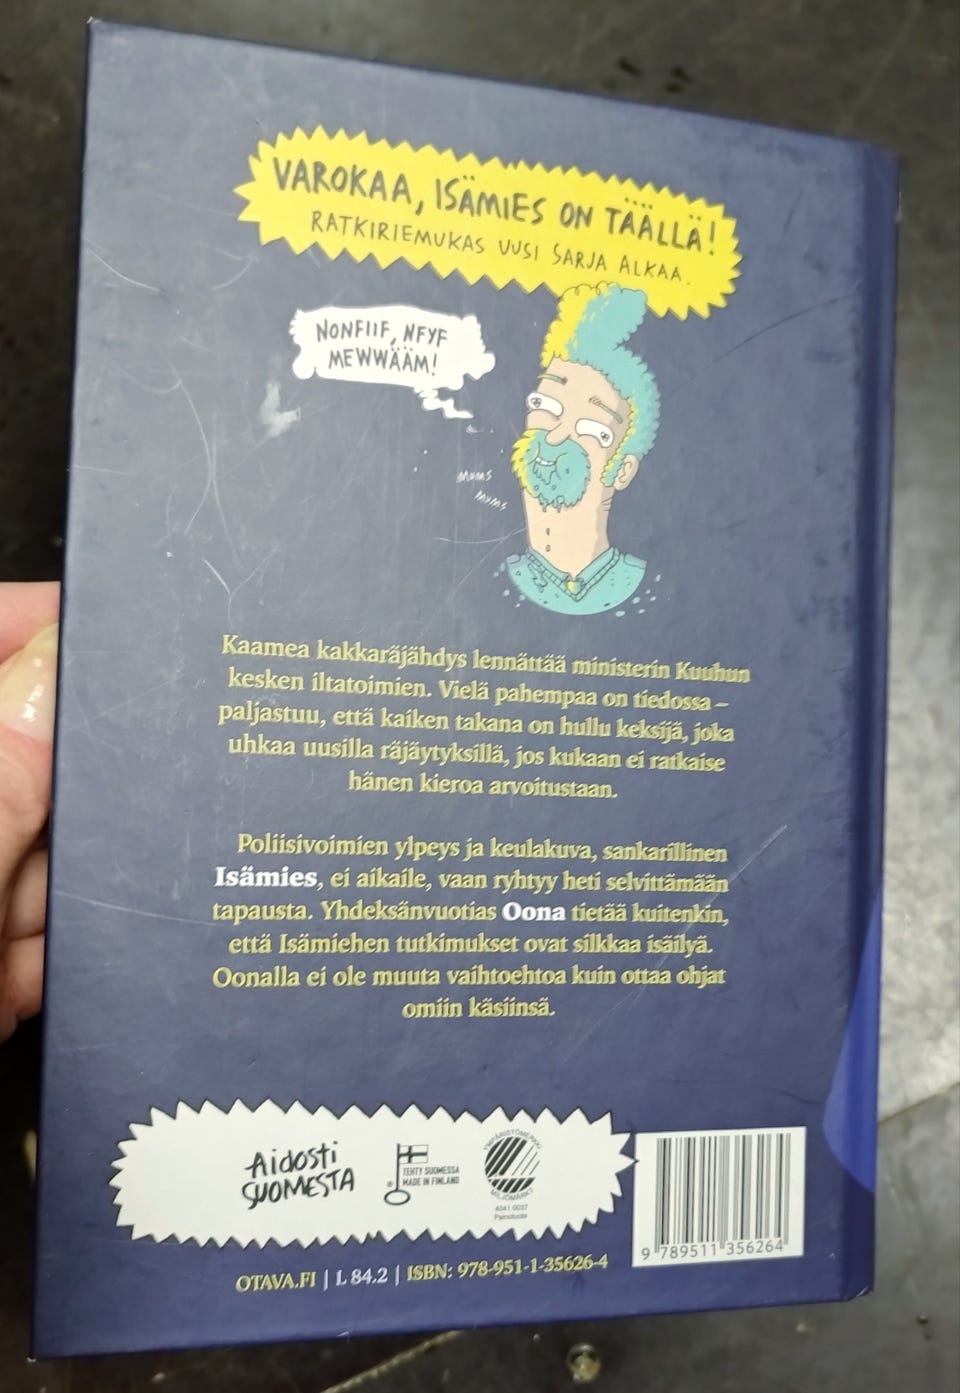 VAROKAA, ISÄMIES ON TÄÄLLÄ!
RATKIRIEMUKAS UUSI SARJA ALKAA.
NONFIIF, NFYF
MEWWÄÄM!
MUMS
MUMS
Kaamea kakkaräjähdys lennättää ministerin Kuuhun
kesken iltatoimien. Vielä pahempaa on tiedossa –
paljastuu, että kaiken takana on hullu keksijä, joka
uhkaa uusilla räjäytyksillä, jos kukaan ei ratkaise
hänen kieroa arvoitustaan.
Poliisivoimien ylpeys ja keulakuva, sankarillinen
Isämies, ei aikaile, vaan ryhtyy heti selvittämään
tapausta. Yhdeksänvuotias Oona tietää kuitenkin,
että Isämiehen tutkimukset ovat silkkaa isäilyä.
Oonalla ei ole muuta vaihtoehtoa kuin ottaa ohjat
omiin käsiinsä.
Aidosti
SUOMESTA
TEHTY SUOMESSA
MADE IN FINLAND
YMPÄRISTÖMERKKI
MILJÖMÄRKT
4041 0037
Painotuote
9 789511 356264
OTAVA.FI | L 84.2 | ISBN: 978-951-1-35626-4